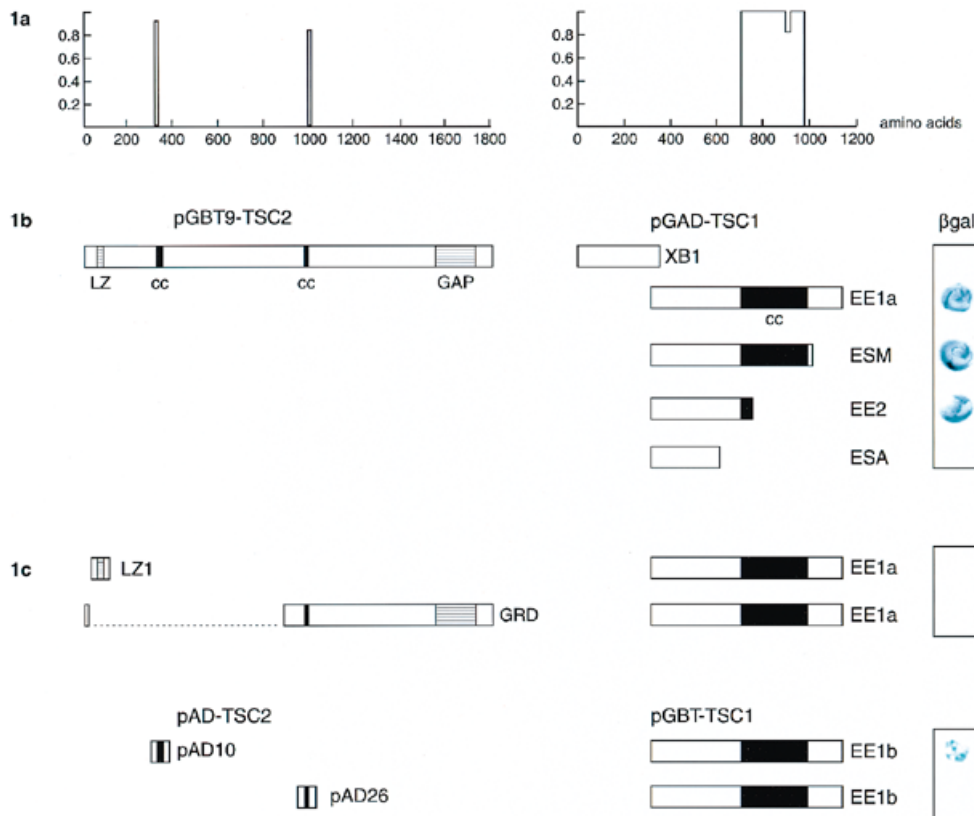 1a
0.8 0.8
0.6 0.6
0.4 0.4
0.2 0.2
0 200 400 600 800 1000 1200 1400 1600 1800 0 200 400 600 800 1000 1200 amino acids
1b pGBT9-TSC2 pGAD-TSC1 βgal
XB1
LZ cc cc GAP
EE1a
cc
ESM
EE2
ESA
1c LZ1 EE1a
GRD EE1a
pAD-TSC2 pGBT-TSC1
pAD10 EE1b
pAD26 EE1b